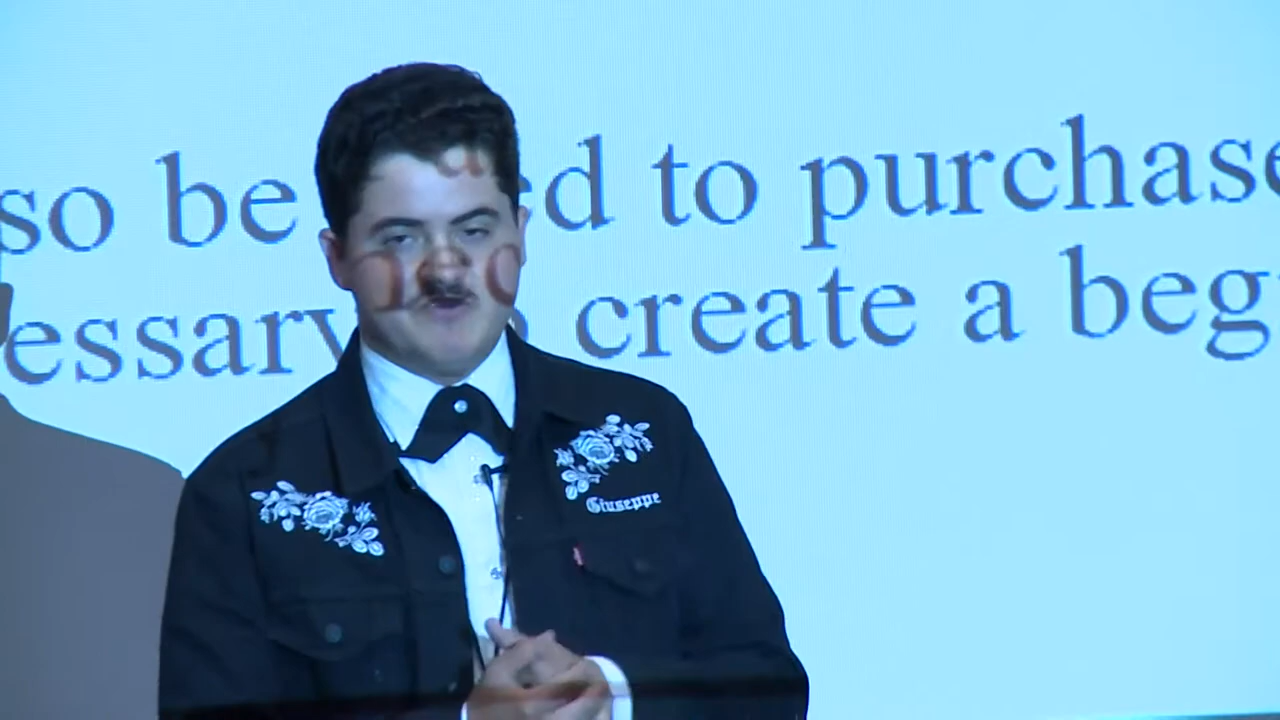 so be ed to purchase
essary create a beg
Giuseppe